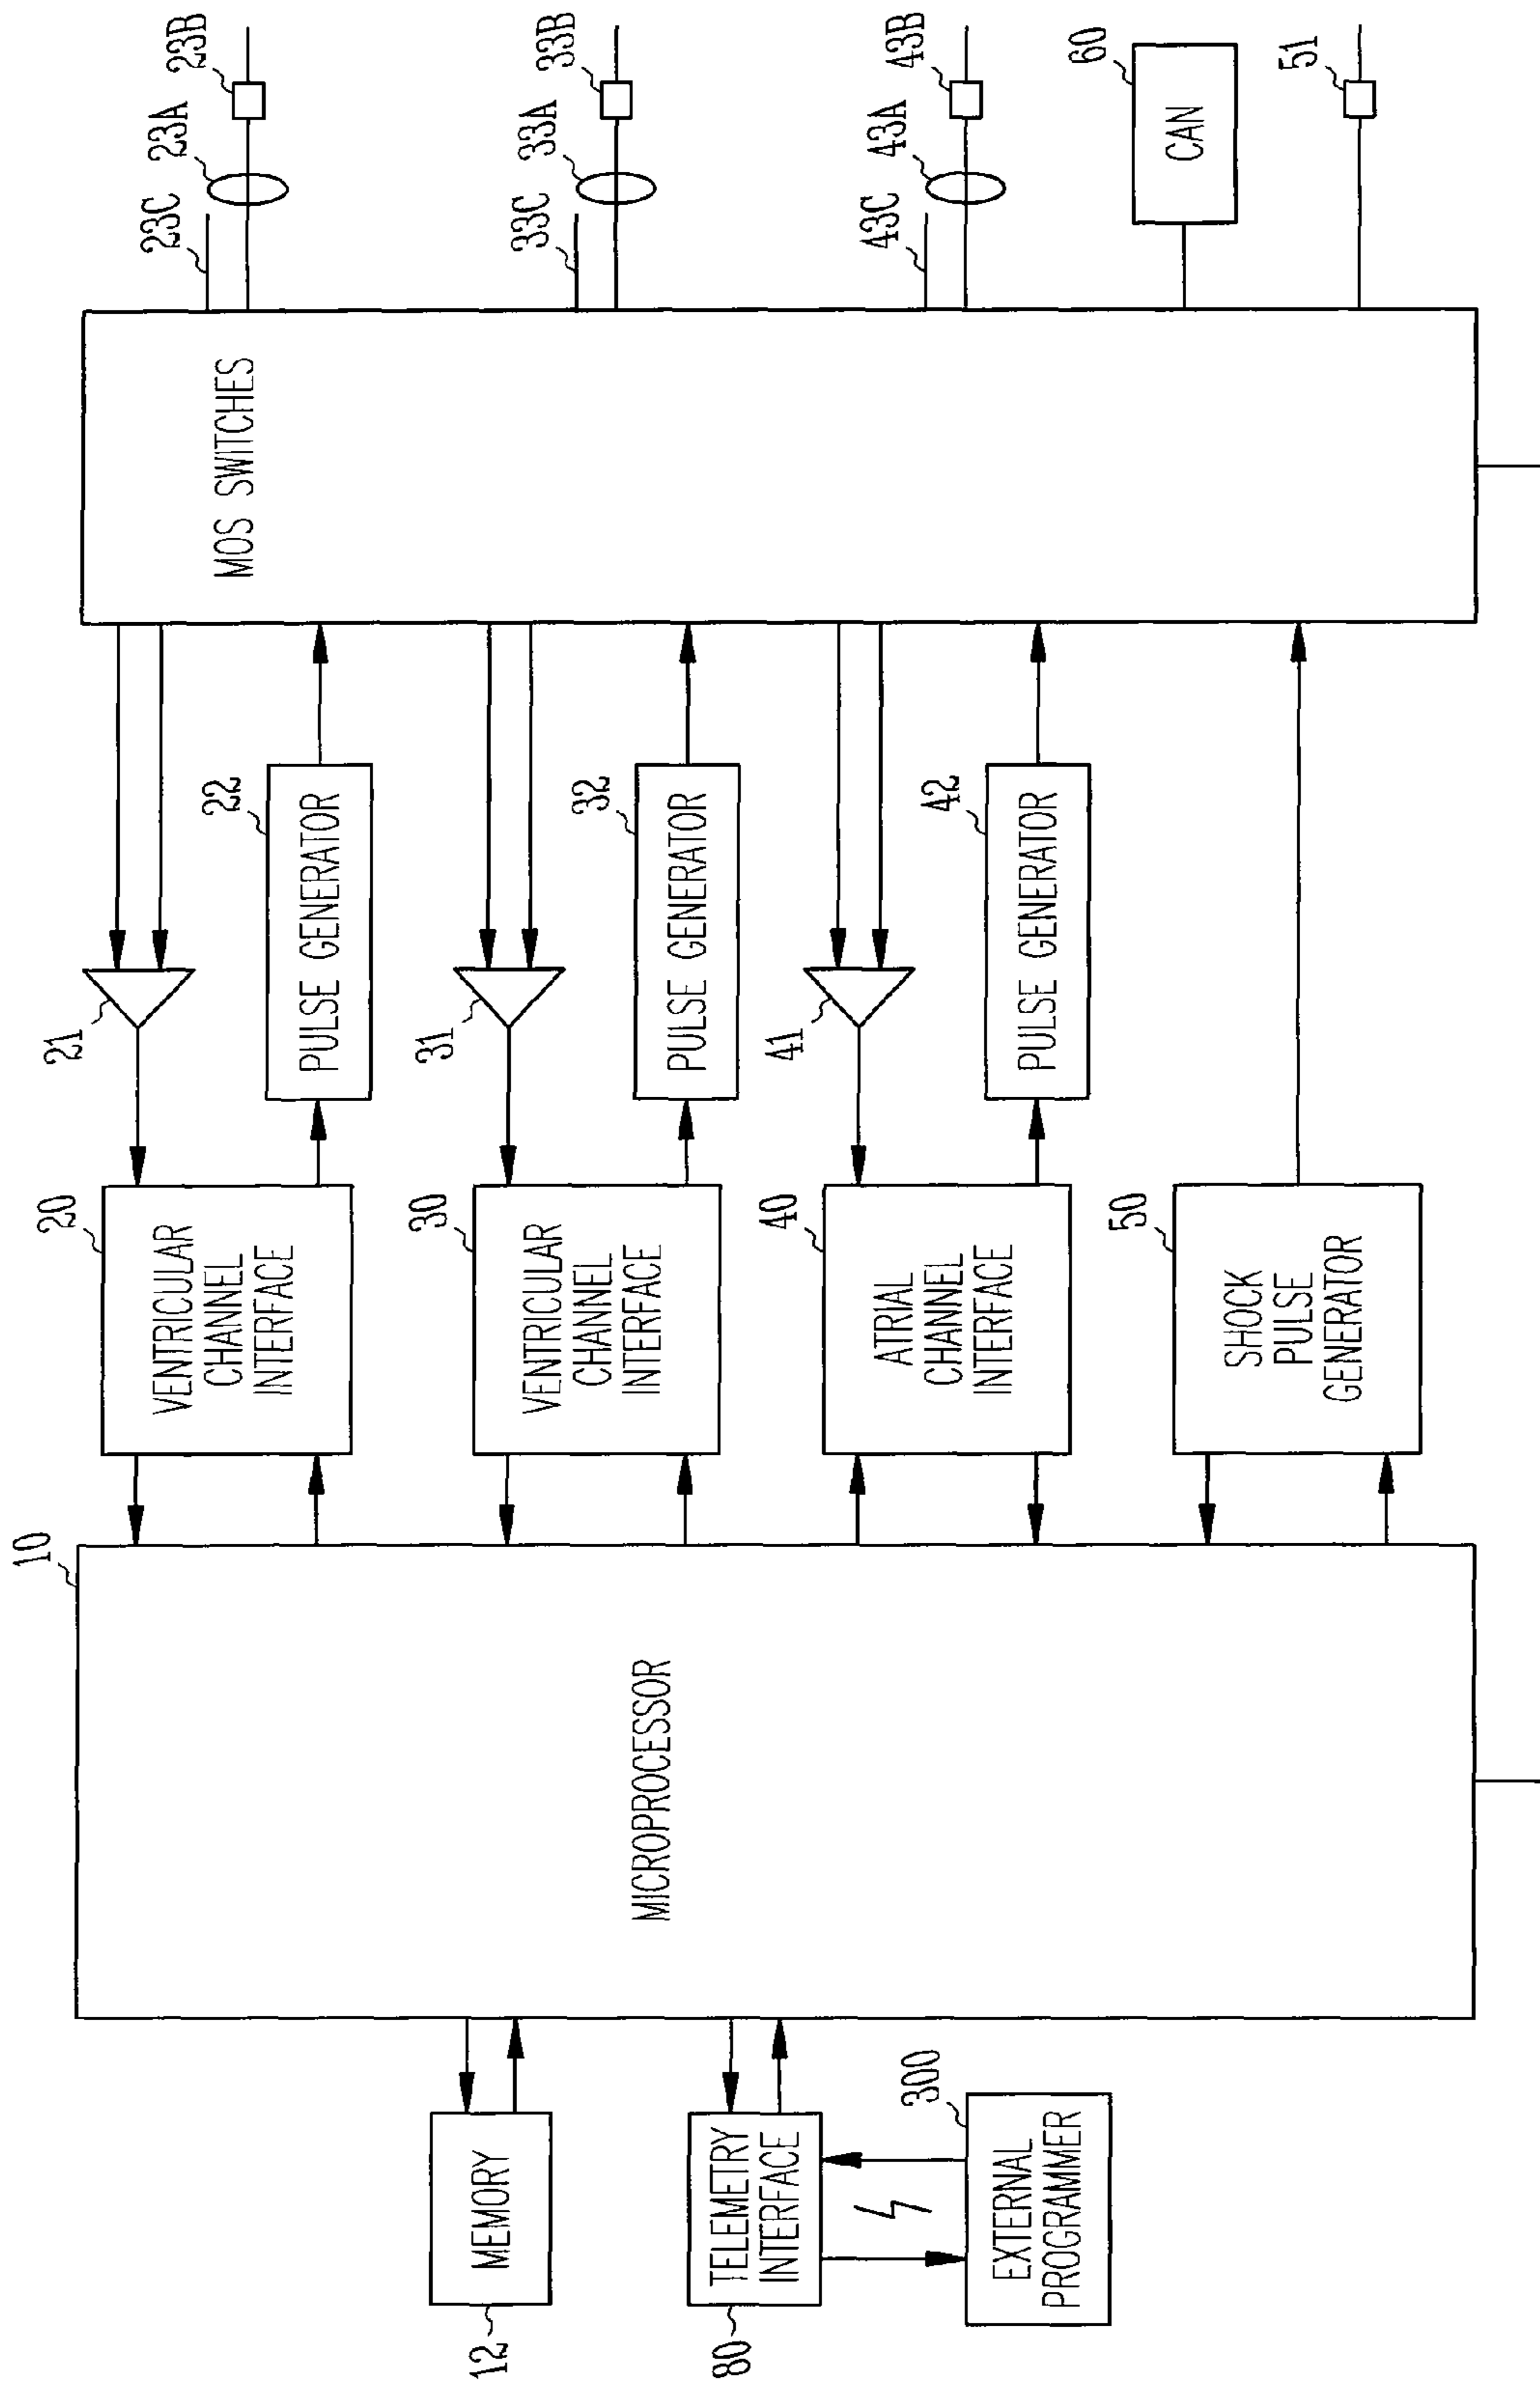 10
MICROPROCESSOR
12
MEMORY
80
TELEMETRY
INTERFACE
300
EXTERNAL
PROGRAMMER
20
VENTRICULAR
CHANNEL
INTERFACE
21
22
PULSE GENERATOR
30
VENTRICULAR
CHANNEL
INTERFACE
31
32
PULSE GENERATOR
40
ATRIAL
CHANNEL
INTERFACE
41
42
PULSE GENERATOR
50
SHOCK
PULSE
GENERATOR
MOS SWITCHES
23C
23A
23B
33C
33A
33B
43C
43A
43B
60
CAN
51